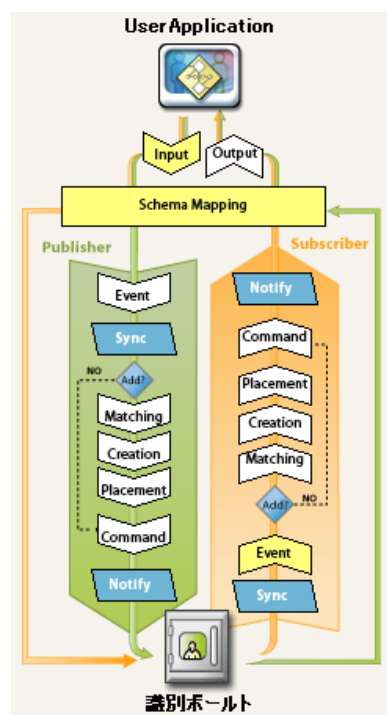 UserApplication
Input
Output
Schema Mapping
Publisher
Event
Sync
NO
Add?
Matching
Creation
Placement
Command
Notify
Subscriber
Notify
Command
Placement
Creation
Matching
Add?
NO
Event
Sync
識別ボールト